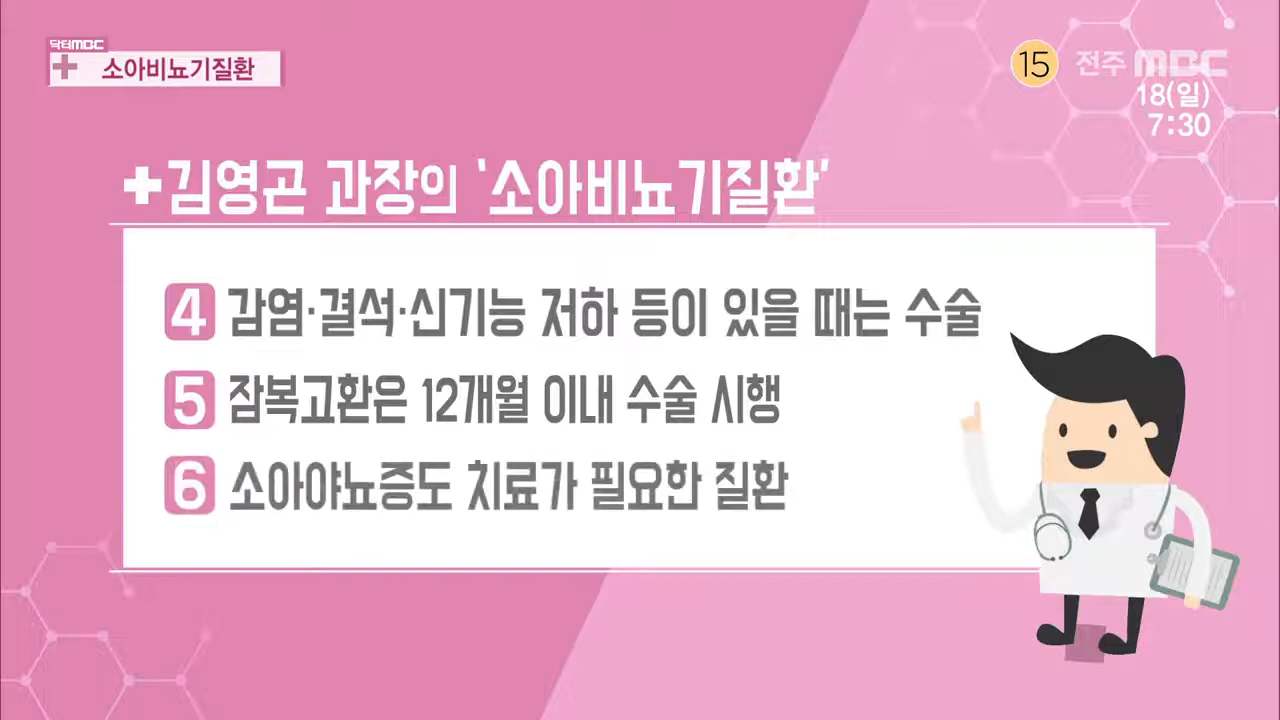 닥터MBC
소아비뇨기질환
15
전주 MBC
18(일)
7:30
김영곤 과장의 '소아비뇨기질환'
4 감염·결석·신기능 저하 등이 있을 때는 수술
5 잠복고환은 12개월 이내 수술 시행
6 소아야뇨증도 치료가 필요한 질환